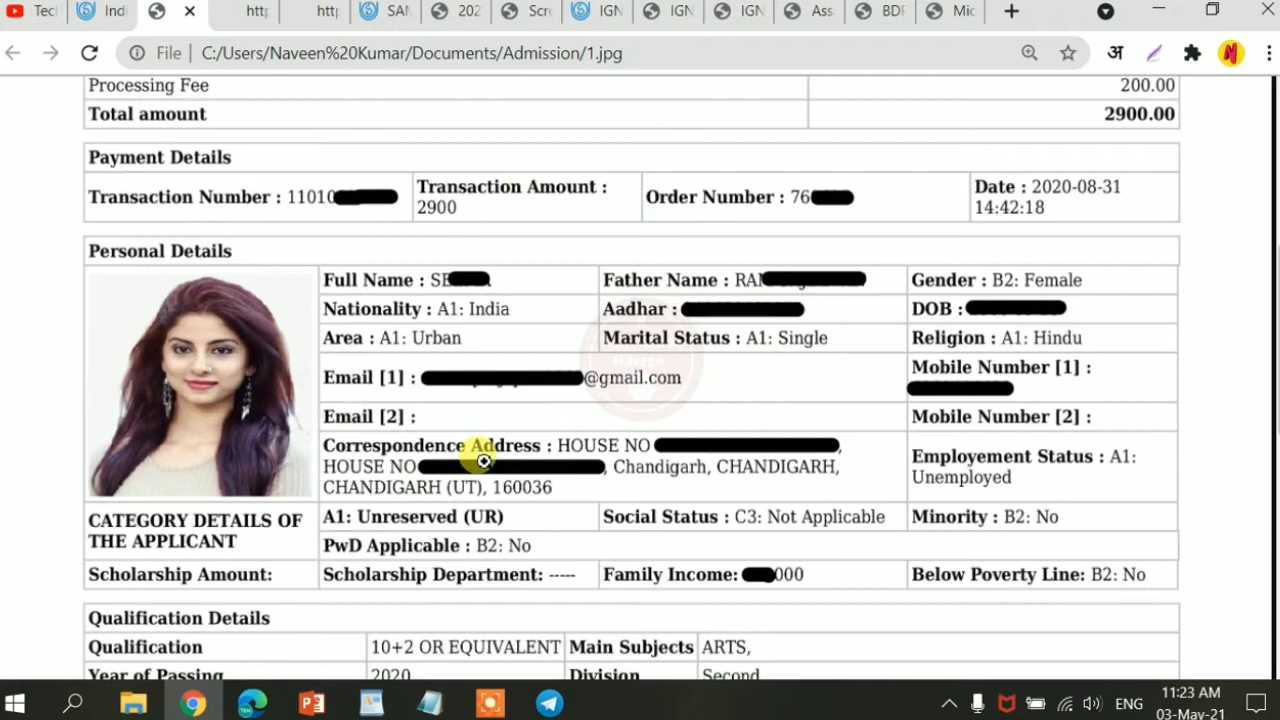 Tec
Indi
http
http
SAN
202
Scre
IGN
IGN
IGN
Ass
BDP
Mic
File | C:/Users/Naveen%20Kumar/Documents/Admission/1.jpg
अ
Processing Fee 200.00
Total amount 2900.00
Payment Details
Transaction Number : 11010
Transaction Amount :
2900
Order Number : 76
Date : 2020-08-31
14:42:18
Personal Details
Full Name : SE
Father Name : RAN
Gender : B2: Female
Nationality : A1: India
Aadhar :
DOB :
Area : A1: Urban
Marital Status : A1: Single
Religion : A1: Hindu
Email [1] : @gmail.com
Mobile Number [1] :
Email [2] :
Mobile Number [2] :
Correspondence Address : HOUSE NO ,
HOUSE NO , Chandigarh, CHANDIGARH,
CHANDIGARH (UT), 160036
Employement Status : A1:
Unemployed
CATEGORY DETAILS OF
THE APPLICANT
A1: Unreserved (UR)
Social Status : C3: Not Applicable
Minority : B2: No
PwD Applicable : B2: No
Scholarship Amount:
Scholarship Department: -----
Family Income: 000
Below Poverty Line: B2: No
Qualification Details
Qualification 10+2 OR EQUIVALENT Main Subjects ARTS,
Year of Passing 2020 Division Second
Naveen
ENG
11:23 AM
03-May-21